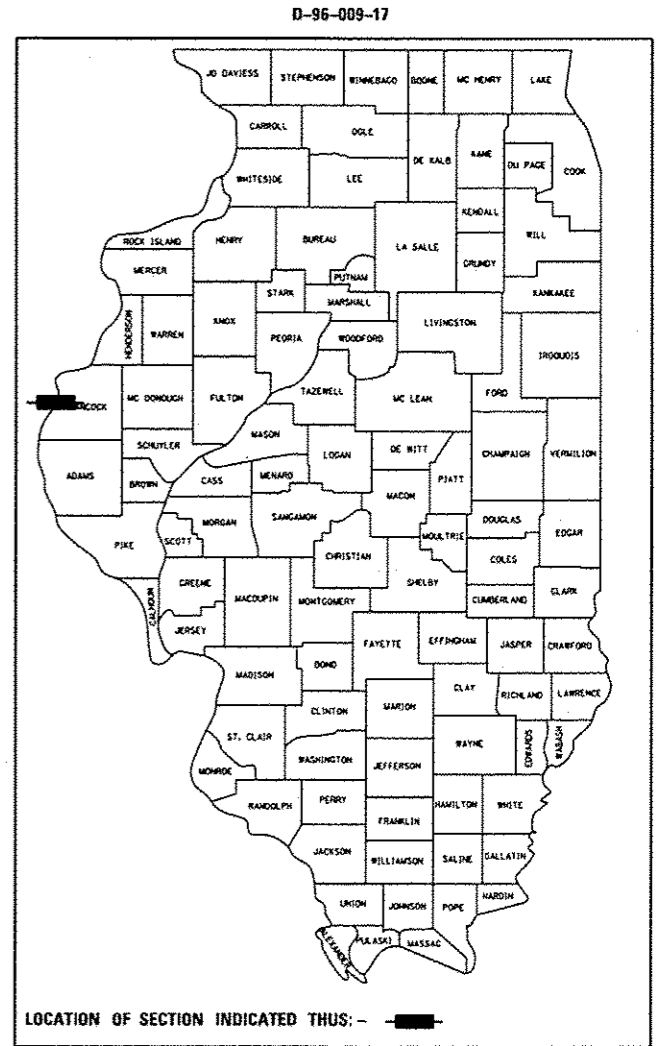 D-96-009-17
JO DAVIESS STEPHENSON WINNEBAGO BOONE MC HENRY LAKE
CARROLL OGLE
DE KALB KANE DU PAGE COOK
WHITESIDE LEE
KENDALL
ROCK ISLAND HENRY BUREAU LA SALLE WILL
GRUNDY
MERCER PUTNAM
STARK KANKAKEE
MARSHALL
HENDERSON WARREN KNOX PEORIA WOODFORD LIVINGSTON IROQUOIS
TAZEWELL FORD
COCK MC DONOUGH FULTON MC LEAN
MASON
SCHUYLER LOGAN DE WITT CHAMPAIGN VERMILION
ADAMS BROWN CASS MENARD PIATT
MACON
MORGAN SANGAMON DOUGLAS
PIKE SCOTT MOULTRIE EDGAR
CHRISTIAN COLES
GREENE SHELBY
CALHOUN MACOUPIN MONTGOMERY CUMBERLAND CLARK
JERSEY
FAYETTE EFFINGHAM JASPER CRAWFORD
BOND
MADISON CLAY
RICHLAND LAWRENCE
CLINTON MARION
ST. CLAIR WAYNE EDWARDS WABASH
WASHINGTON JEFFERSON
MONROE
RANDOLPH PERRY HAMILTON WHITE
FRANKLIN
JACKSON WILLIAMSON SALINE GALLATIN
UNION JOHNSON POPE HARDIN
ALEXANDER PULASKI MASSAC
LOCATION OF SECTION INDICATED THUS: -